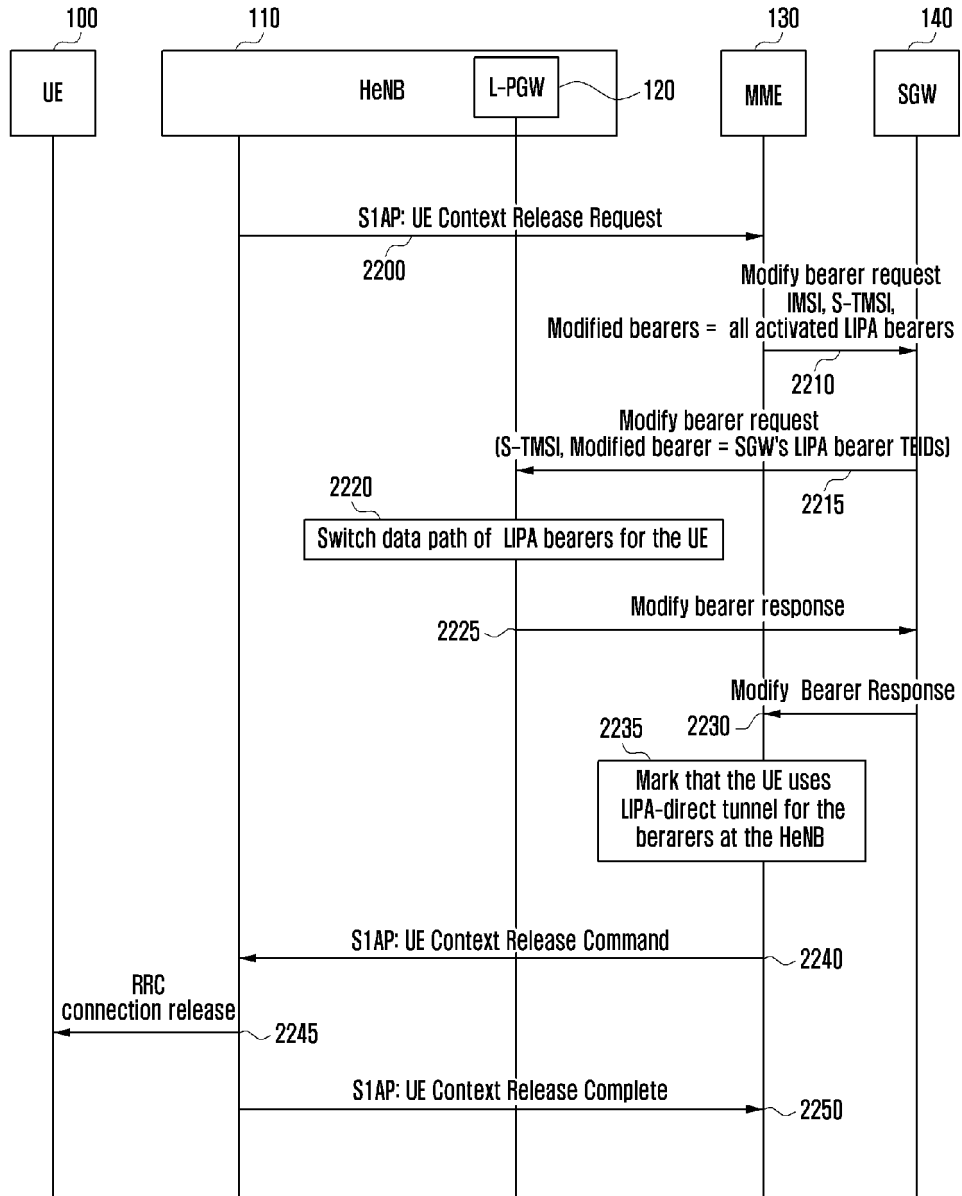 100
110
130
140
UE
HeNB
L-PGW
120
MME
SGW
S1AP: UE Context Release Request
2200
Modify bearer request
IMSI, S-TMSI,
Modified bearers = all activated LIPA bearers
2210
Modify bearer request
(S-TMSI, Modified bearer = SGW's LIPA bearer TEIDs)
2215
2220
Switch data path of LIPA bearers for the UE
Modify bearer response
2225
Modify Bearer Response
2230
2235
Mark that the UE uses
LIPA-direct tunnel for the
berarers at the HeNB
S1AP: UE Context Release Command
2240
RRC
connection release
2245
S1AP: UE Context Release Complete
2250